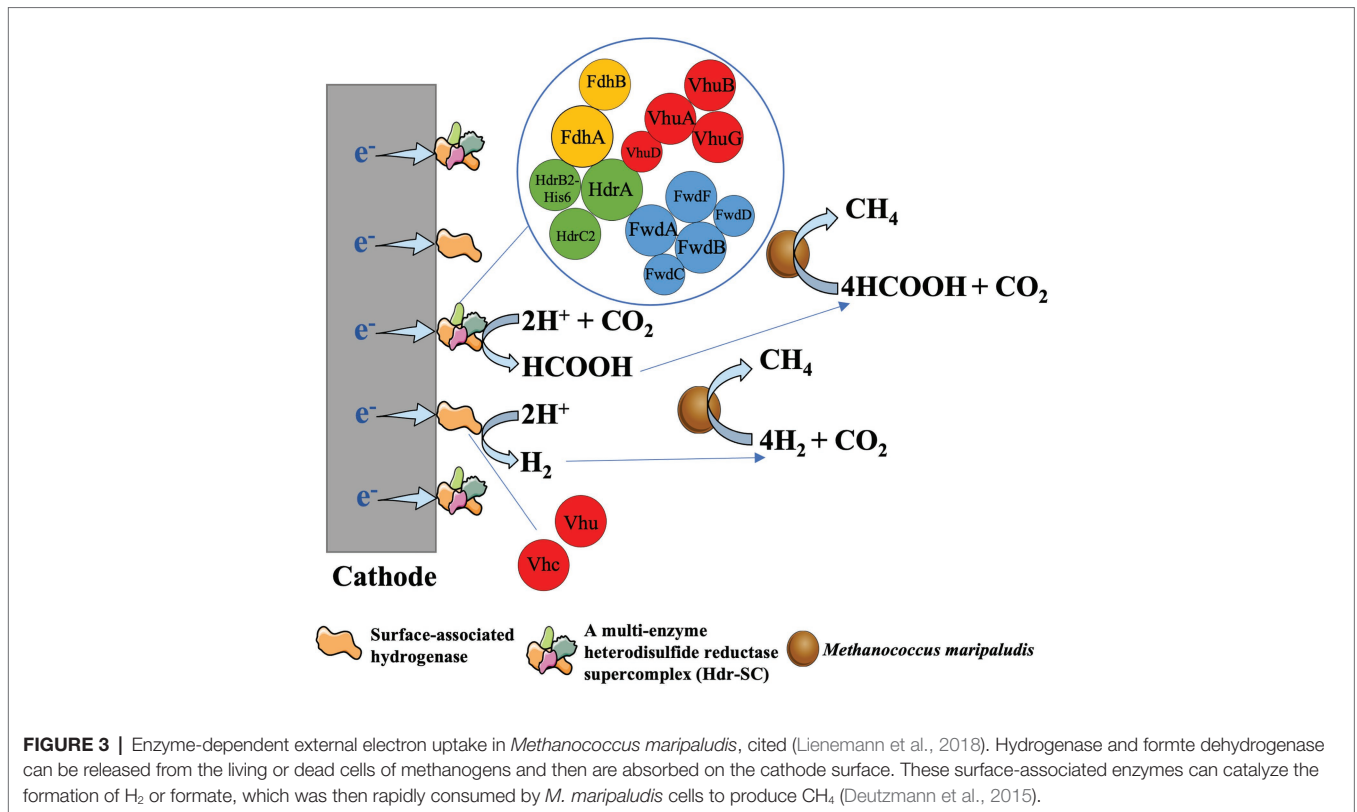 FdhB
VhuB
VhuA
FdhA
VhuG
VhuD
e-
HdrB2-
His6
HdrA
FwdF
CH4
FwdD
HdrC2
FwdA
FwdB
e-
FwdC
4HCOOH + CO2
2H+ + CO2
e-
HCOOH
CH4
2H+
e-
4H2 + CO2
H2
e-
Vhu
Vhc
Cathode
Surface-associated
hydrogenase
A multi-enzyme
heterodisulfide reductase
supercomplex (Hdr-SC)
Methanococcus maripaludis
FIGURE 3 | Enzyme-dependent external electron uptake in Methanococcus maripaludis, cited (Lienemann et al., 2018). Hydrogenase and formte dehydrogenase
can be released from the living or dead cells of methanogens and then are absorbed on the cathode surface. These surface-associated enzymes can catalyze the
formation of H2 or formate, which was then rapidly consumed by M. maripaludis cells to produce CH4 (Deutzmann et al., 2015).